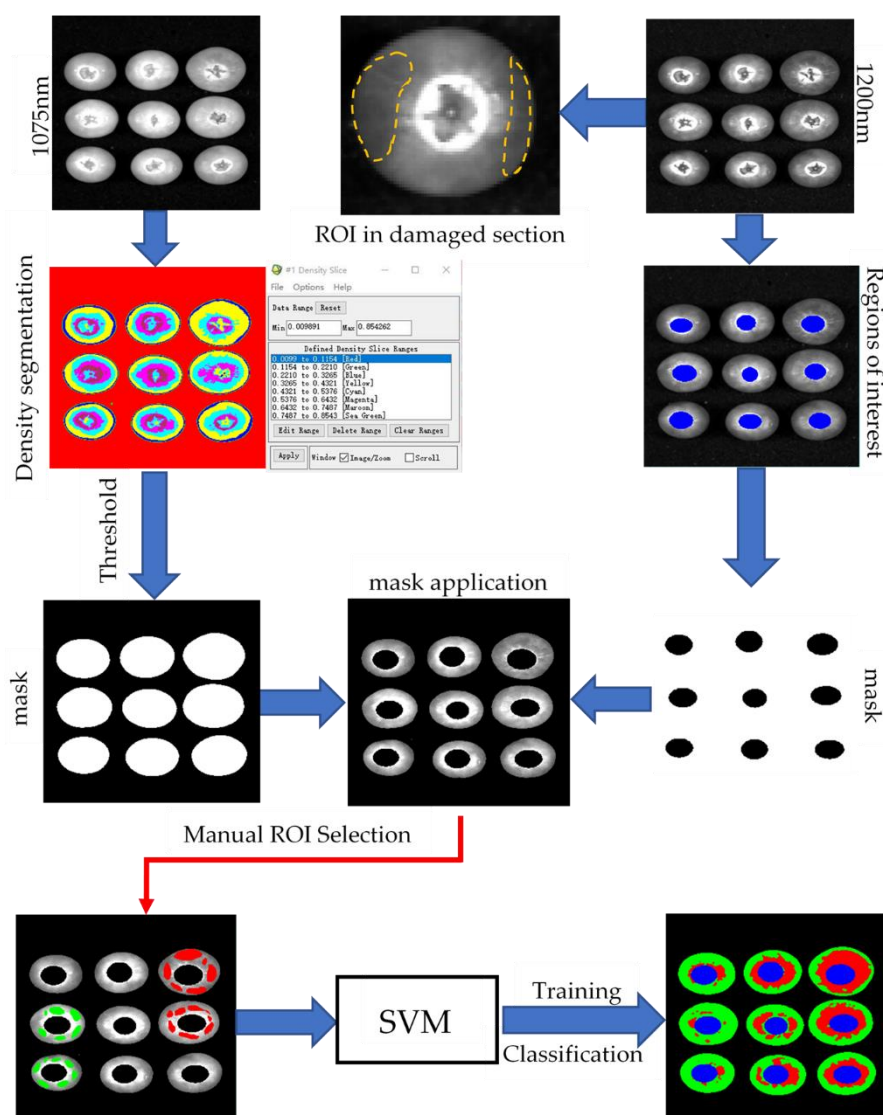 1075nm
1200nm
ROI in damaged section
Density segmentation
#1 Density Slice
File Options Help
Data Range Reset
Min 0.009891 Max 0.854262
Defined Density Slice Ranges
0.0099 to 0.1154 [Red]
0.1154 to 0.2210 [Green]
0.2210 to 0.3265 [Blue]
0.3265 to 0.4321 [Yellow]
0.4321 to 0.5376 [Cyan]
0.5376 to 0.6432 [Magenta]
0.6432 to 0.7487 [Maroon]
0.7487 to 0.8543 [Sea Green]
Edit Range Delete Range Clear Ranges
Apply Window Image/Zoom Scroll
Regions of interest
Threshold
mask application
mask
mask
Manual ROI Selection
SVM
Training
Classification